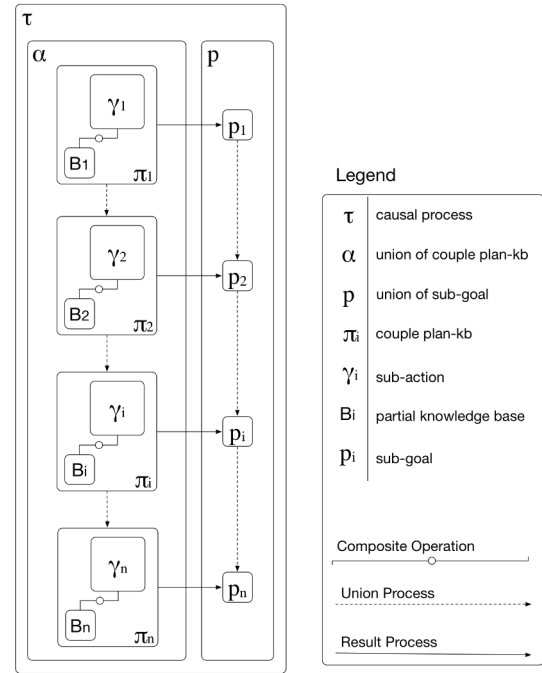 τ
α
p
γ1
B1
π1
p1
γ2
B2
π2
p2
γi
Bi
πi
pi
γn
Bn
πn
pn
Legend
τ causal process
α union of couple plan-kb
p union of sub-goal
πi couple plan-kb
γi sub-action
Bi partial knowledge base
pi sub-goal
Composite Operation
Union Process
Result Process